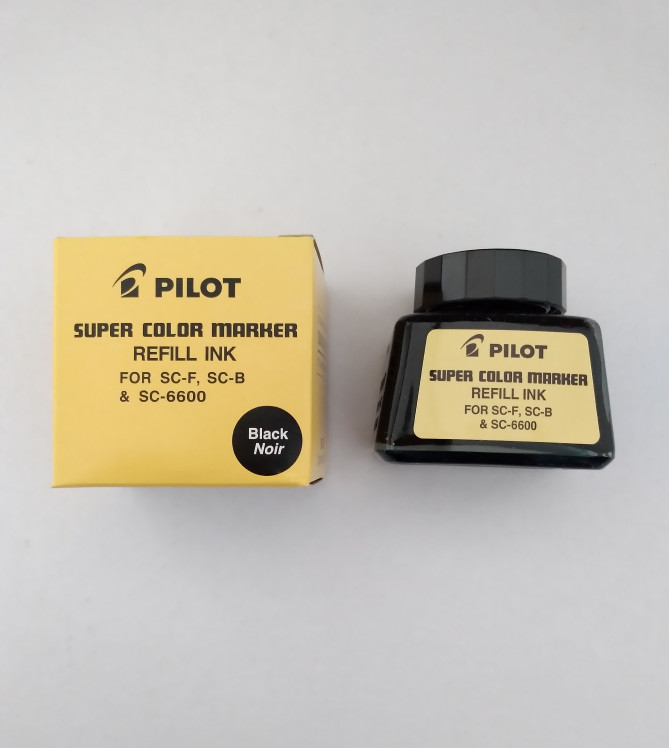 PILOT
SUPER COLOR MARKER
REFILL INK
FOR SC-F, SC-B
& SC-6600
Black
Noir
PILOT
SUPER COLOR MARKER
REFILL INK
FOR SC-F, SC-B
& SC-6600